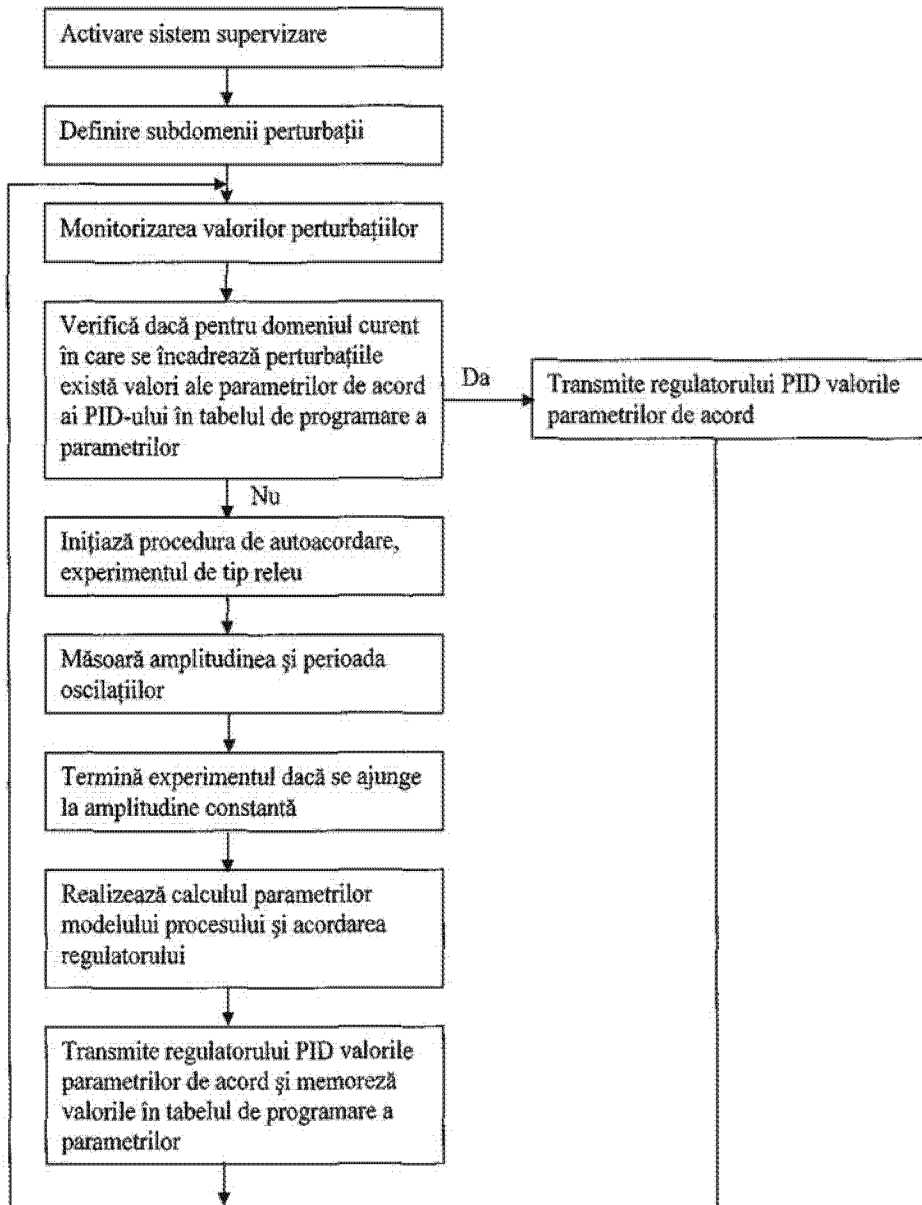 Activare sistem supervizare
Definire subdomenii perturbații
Monitorizarea valorilor perturbațiilor
Verifică dacă pentru domeniul curent
în care se încadrează perturbațiile
există valori ale parametrilor de acord
ai PID-ului în tabelul de programare a
parametrilor
Da
Transmite regulatorului PID valorile
parametrilor de acord
Nu
Inițiază procedura de autoacordare,
experimentul de tip releu
Măsoară amplitudinea și perioada
oscilațiilor
Termină experimentul dacă se ajunge
la amplitudine constantă
Realizează calculul parametrilor
modelului procesului și acordarea
regulatorului
Transmite regulatorului PID valorile
parametrilor de acord și memoreză
valorile în tabelul de programare a
parametrilor